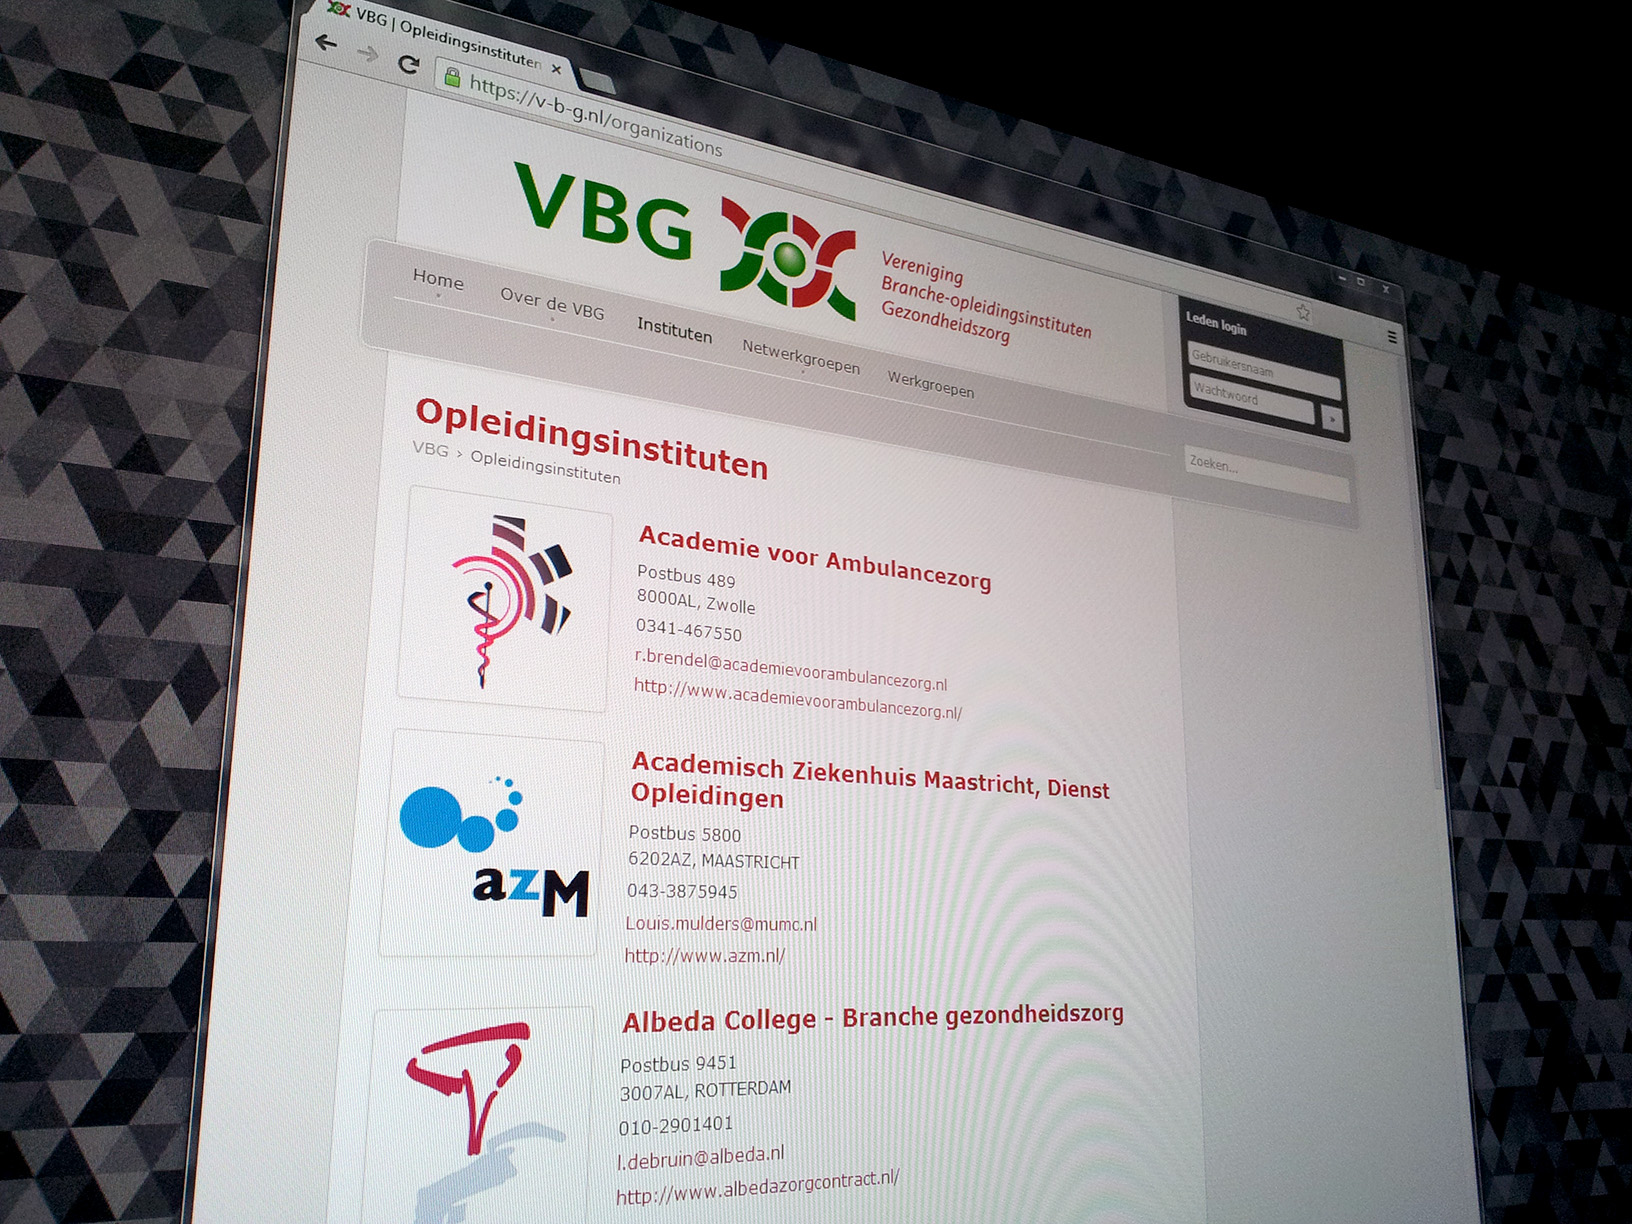 VBG | Opleidingsinstituten
https://v-b-g.nl/organizations
VBG
Vereniging
Branche-opleidingsinstituten
Gezondheidszorg
Leden login
Gebruikersnaam
Wachtwoord
»
Home
Over de VBG
Instituten
Netwerkgroepen
Werkgroepen
Zoeken...
Opleidingsinstituten
VBG > Opleidingsinstituten
Academie voor Ambulancezorg
Postbus 489
8000AL, Zwolle
0341-467550
r.brendel@academievoorambulancezorg.nl
http://www.academievoorambulancezorg.nl/
azM
Academisch Ziekenhuis Maastricht, Dienst
Opleidingen
Postbus 5800
6202AZ, MAASTRICHT
043-3875945
Louis.mulders@mumc.nl
http://www.azm.nl/
Albeda College - Branche gezondheidszorg
Postbus 9451
3007AL, ROTTERDAM
010-2901401
l.debruin@albeda.nl
http://www.albedazorgcontract.nl/